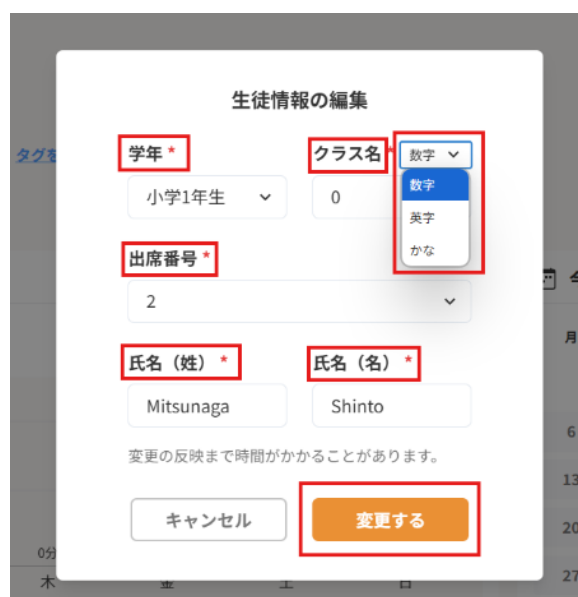 生徒情報の編集
タグを
学年 *
クラス名 *
数字
小学1年生
0
数字
英字
かな
出席番号 *
2
氏名（姓） *
氏名（名） *
月
Mitsunaga
Shinto
6
変更の反映まで時間がかかることがあります。
13
キャンセル
変更する
20
0分
27
木
金
土
日